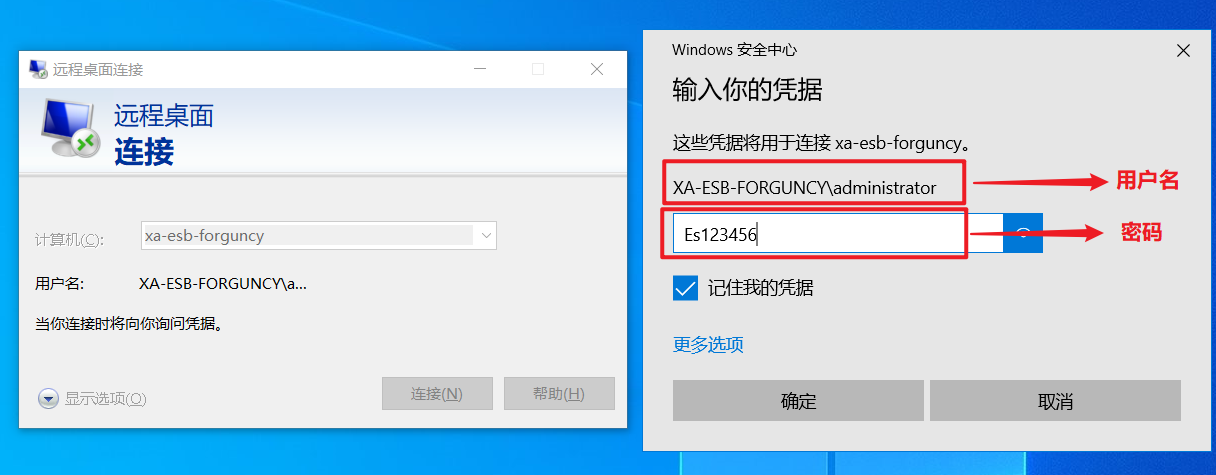 远程桌面连接
远程桌面
连接
计算机(C):
xa-esb-forguncy
用户名:
XA-ESB-FORGUNCY\a...
当你连接时将向你询问凭据。
显示选项(O)
连接(N)
帮助(H)
Windows 安全中心
输入你的凭据
这些凭据将用于连接 xa-esb-forguncy。
XA-ESB-FORGUNCY\administrator
用户名
Es123456
密码
记住我的凭据
更多选项
确定
取消